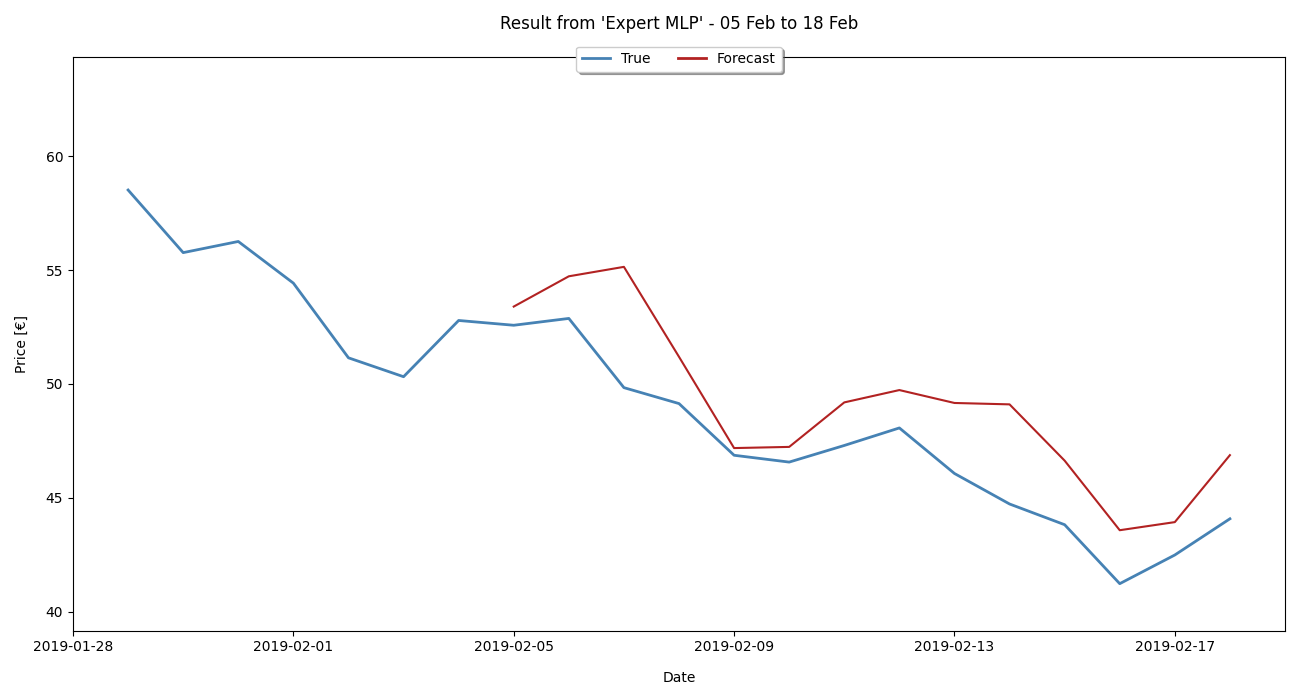 Result from 'Expert MLP' - 05 Feb to 18 Feb
True Forecast
Price [€]
60
55
50
45
40
2019-01-28 2019-02-01 2019-02-05 2019-02-09 2019-02-13 2019-02-17
Date